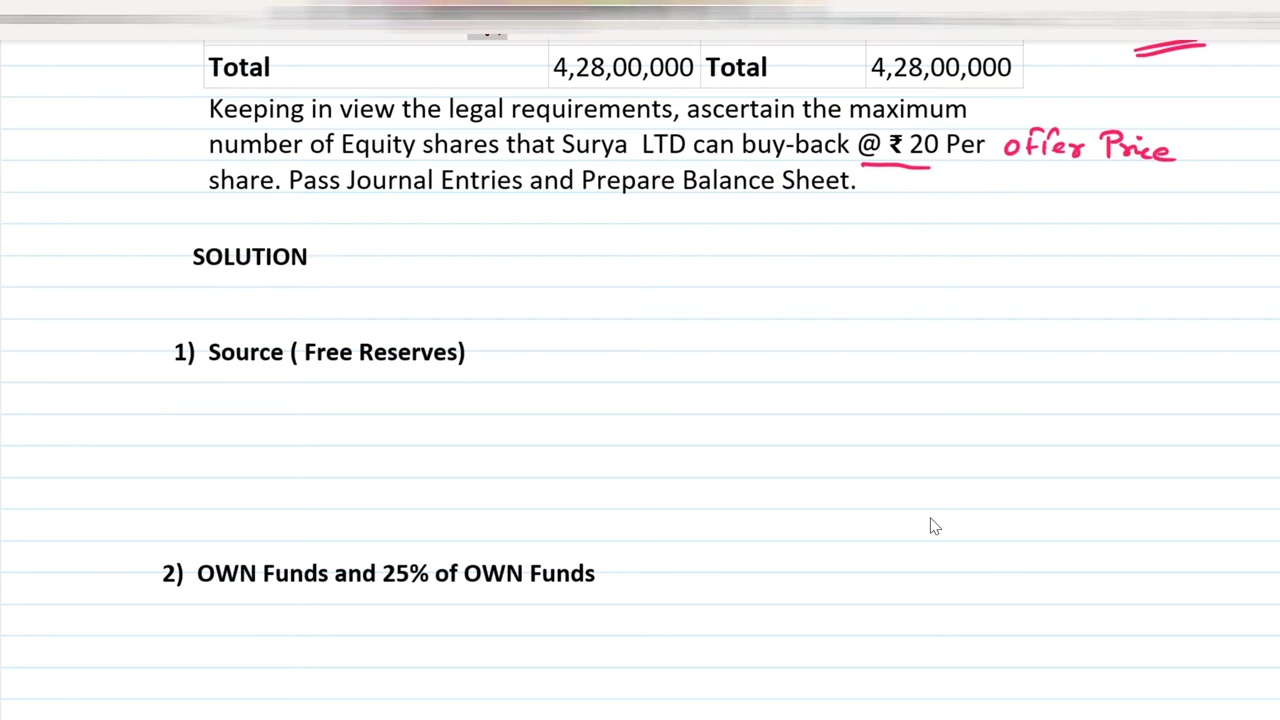 Total 4,28,00,000 Total 4,28,00,000
Keeping in view the legal requirements, ascertain the maximum
number of Equity shares that Surya LTD can buy-back @ ₹ 20 Per offer Price
share. Pass Journal Entries and Prepare Balance Sheet.
SOLUTION
1) Source ( Free Reserves)
2) OWN Funds and 25% of OWN Funds